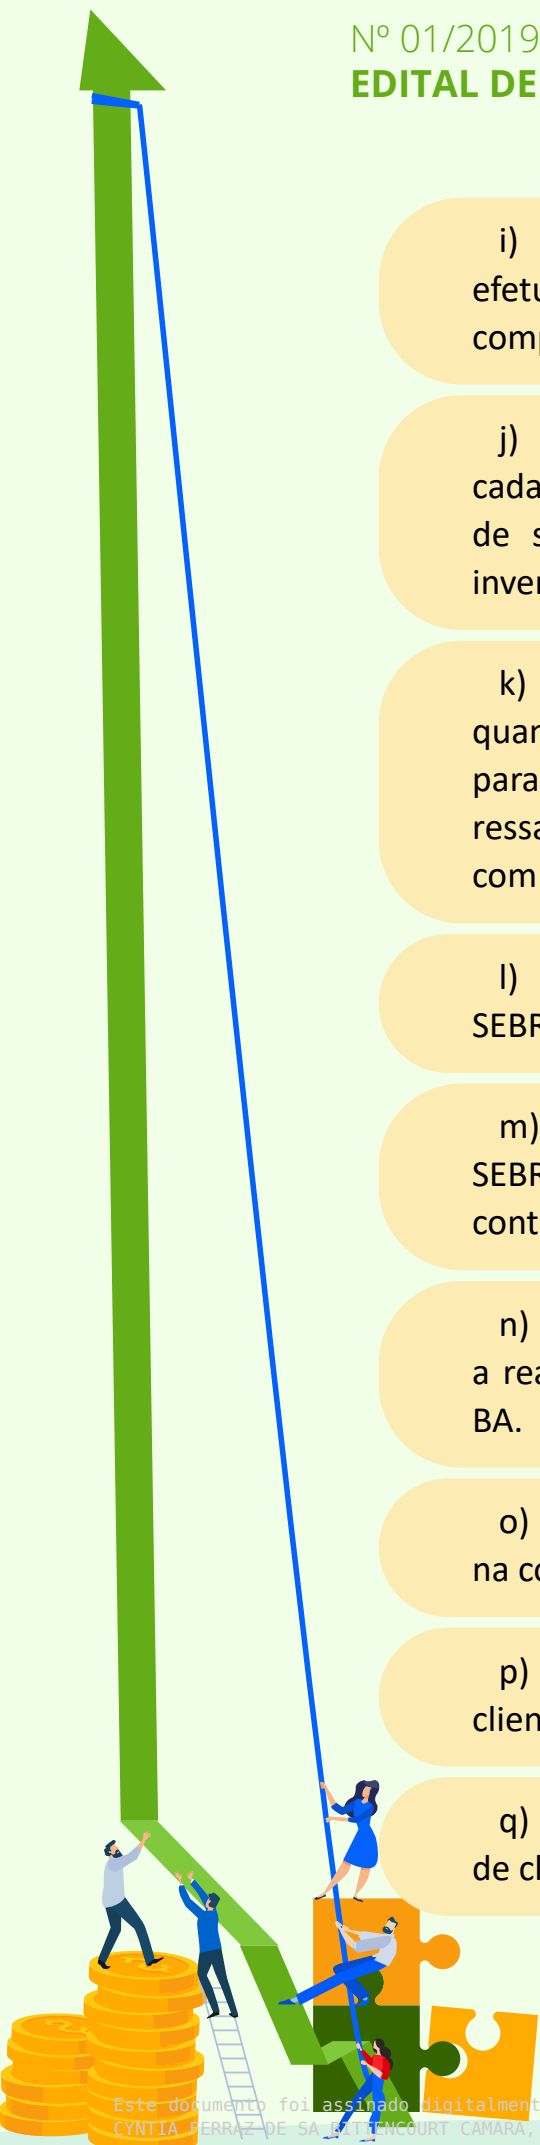 Nº 01/2019
EDITAL DE
i)
efetu
comp
j)
cada
de s
inver
k)
quan
para
ressa
com
l)
SEBR
m)
SEBR
cont
n)
a rea
BA.
o)
na co
p)
clien
q)
de cl
Este documento foi assinado digitalment
CYNTIA FERRAZ DE SA BITTENCOURT CAMARA,